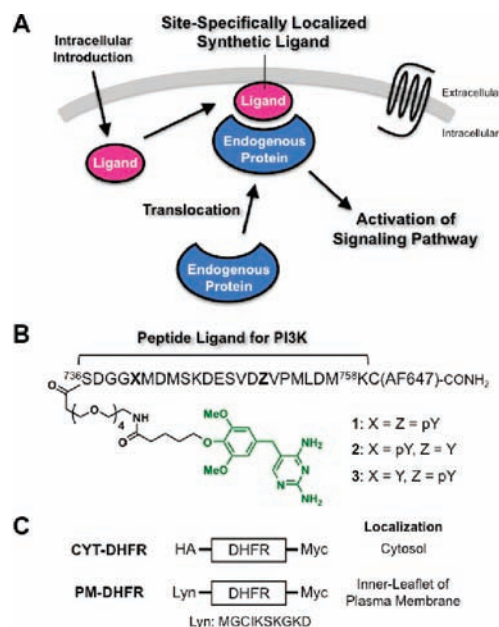 A
Site-Specifically Localized
Synthetic Ligand
Intracellular
Introduction
Ligand
Ligand
Endogenous
Protein
Extracellular
Intracellular
Translocation
Activation of
Signaling Pathway
Endogenous
Protein
B
Peptide Ligand for PI3K
⁷³⁶SDGGXMDMSKDESVDZVPMLDM⁷⁵⁸KC(AF647)-CONH₂
O
O
4
NH
O
O
MeO
OMe
NH₂
N
N
NH₂
1: X = Z = pY
2: X = pY, Z = Y
3: X = Y, Z = pY
C
Localization
CYT-DHFR HA DHFR Myc Cytosol
PM-DHFR Lyn DHFR Myc Inner-Leaflet of
Plasma Membrane
Lyn: MGCIKSKGKD